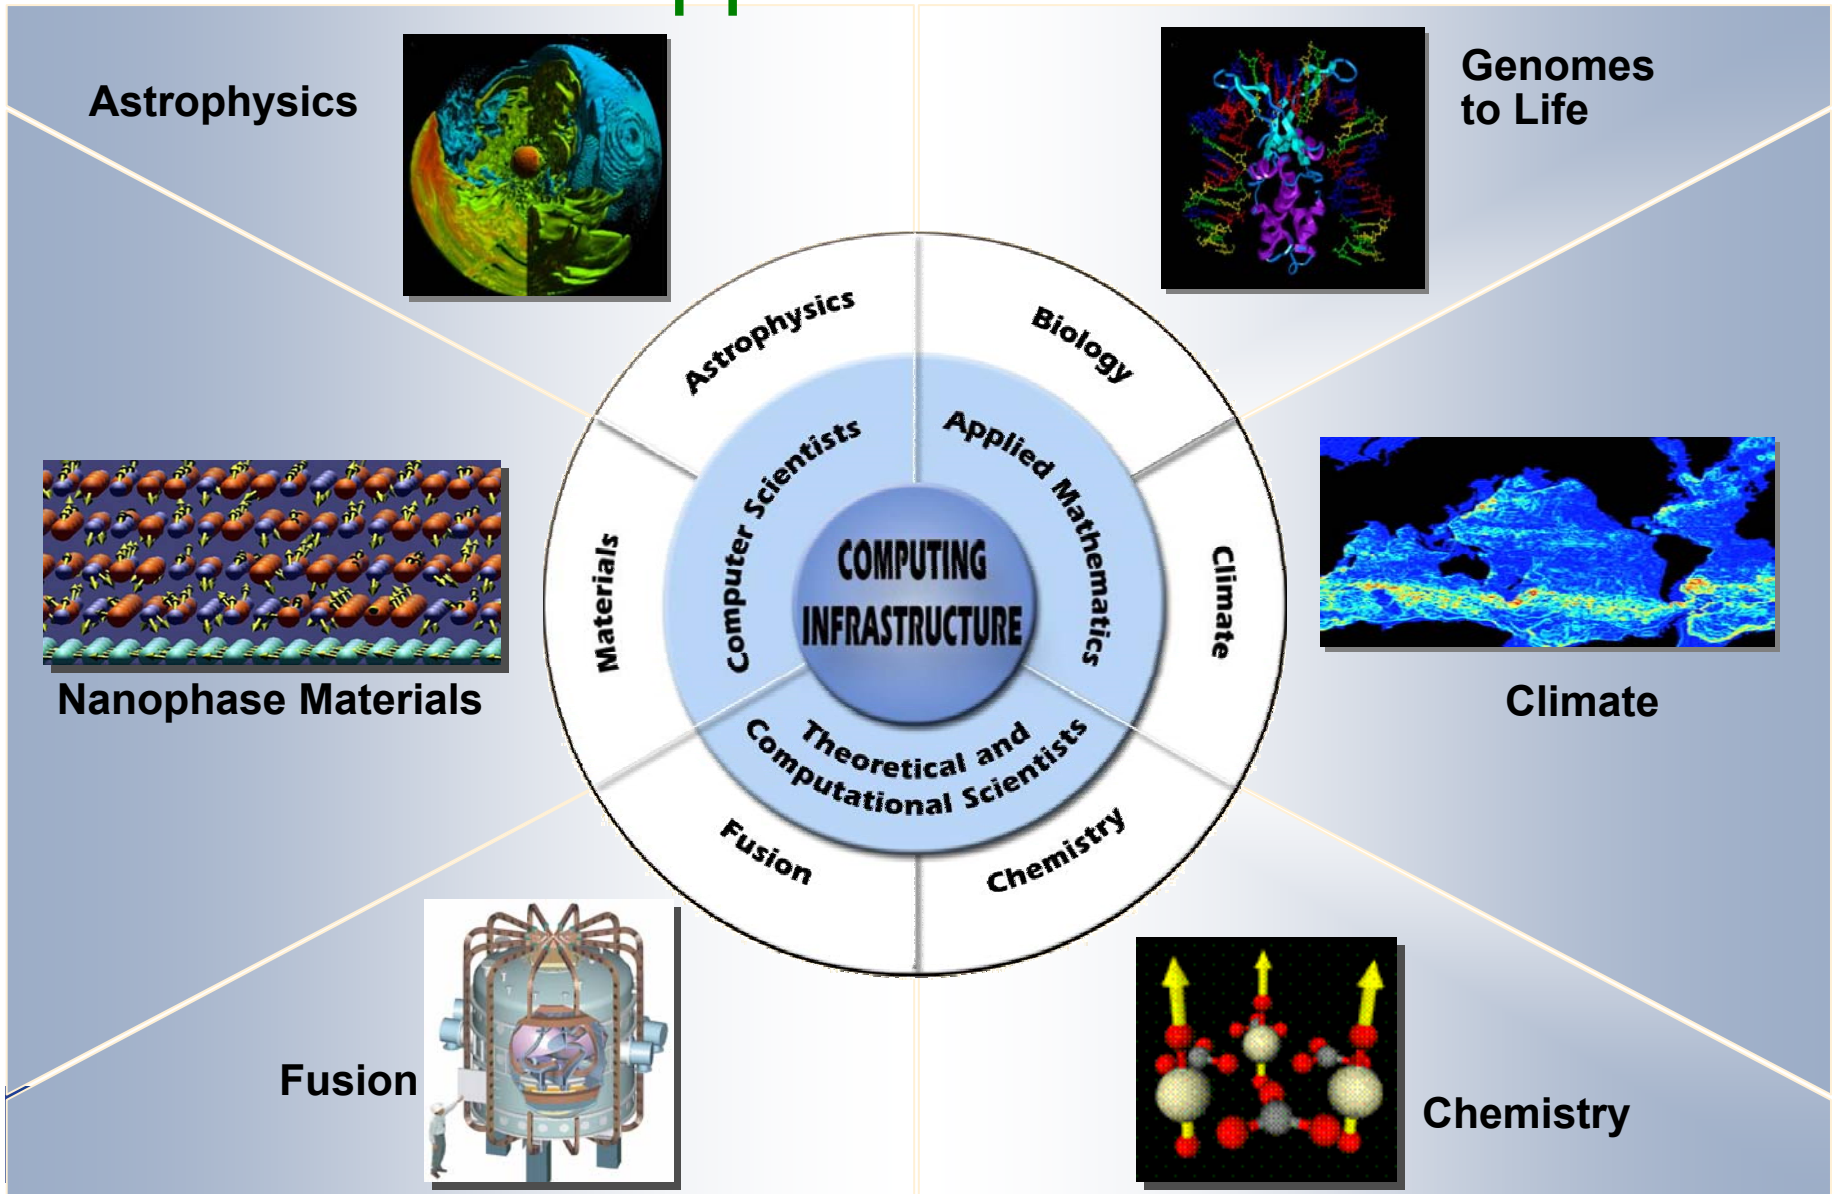 Astrophysics
Genomes
to Life
Astrophysics
Biology
Computer Scientists
Applied Mathematics
Materials
Climate
COMPUTING
INFRASTRUCTURE
Nanophase Materials
Climate
Theoretical and
Computational Scientists
Fusion
Chemistry
Fusion
Chemistry